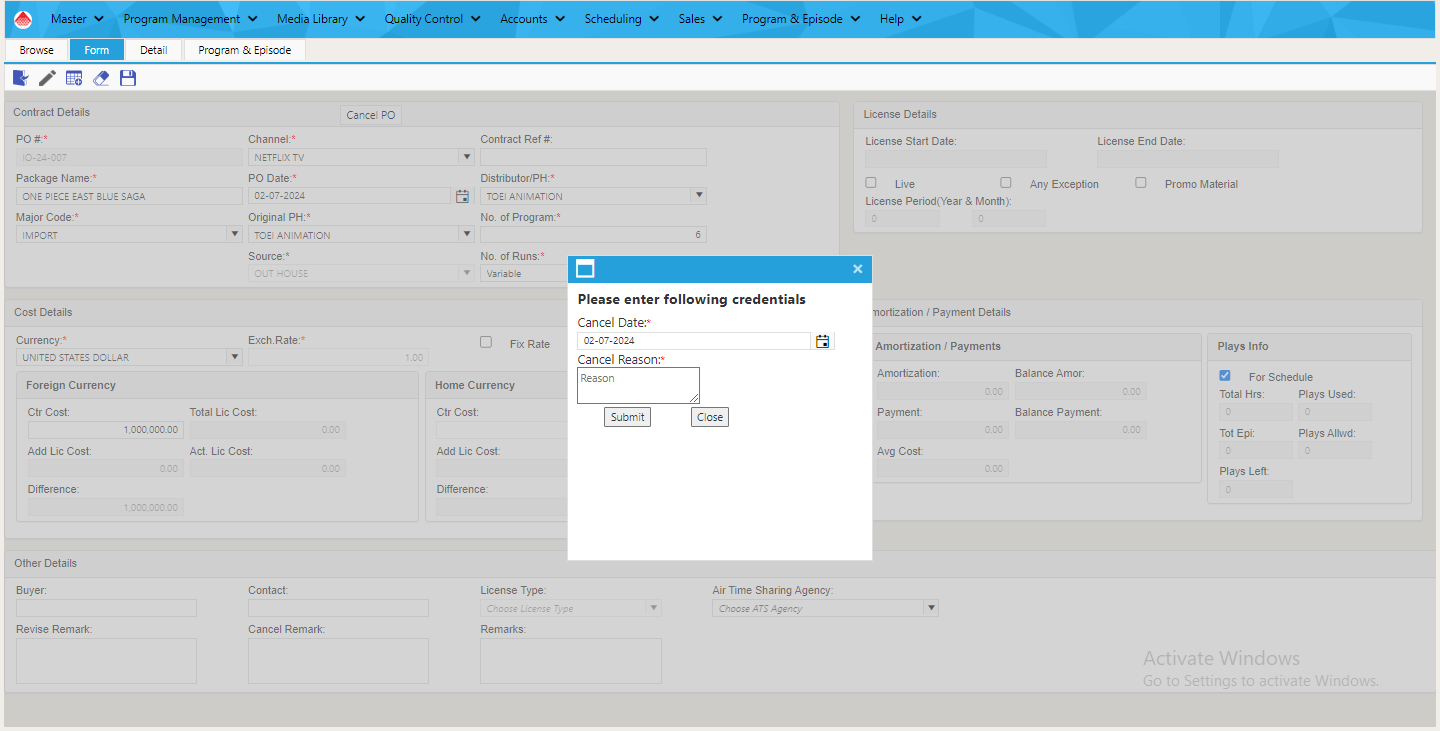 Master Program Management Media Library Quality Control Accounts Scheduling Sales Program & Episode Help
Browse Form Detail Program & Episode
Contract Details
Cancel PO
PO #:* Channel:* Contract Ref #:
IO-24-007 NETFLIX TV
Package Name:* PO Date:* Distributor/PH:*
ONE PIECE EAST BLUE SAGA 02-07-2024 TOEI ANIMATION
Major Code:* Original PH:* No. of Program:*
IMPORT TOEI ANIMATION 6
Source:* No. of Runs:*
OUT HOUSE Variable
License Details
License Start Date: License End Date:
Live Any Exception Promo Material
License Period(Year & Month):
0 0
Please enter following credentials
Cancel Date:*
02-07-2024
Cancel Reason:*
Reason
Submit Close
Cost Details
Currency:* Exch.Rate:* Fix Rate
UNITED STATES DOLLAR 1.00
Foreign Currency
Ctr Cost: Total Lic Cost:
1,000,000.00 0.00
Add Lic Cost: Act. Lic Cost:
0.00 0.00
Difference:
1,000,000.00
Home Currency
Ctr Cost:
Add Lic Cost:
Difference:
mortization / Payment Details
Amortization / Payments
Amortization: Balance Amor:
0.00 0.00
Payment: Balance Payment:
0.00 0.00
Avg Cost:
0.00
Plays Info
For Schedule
Total Hrs: Plays Used:
0 0
Tot Epi: Plays Allwd:
0 0
Plays Left:
0
Other Details
Buyer: Contact: License Type: Air Time Sharing Agency:
Choose License Type Choose ATS Agency
Revise Remark: Cancel Remark: Remarks:
Activate Windows
Go to Settings to activate Windows.